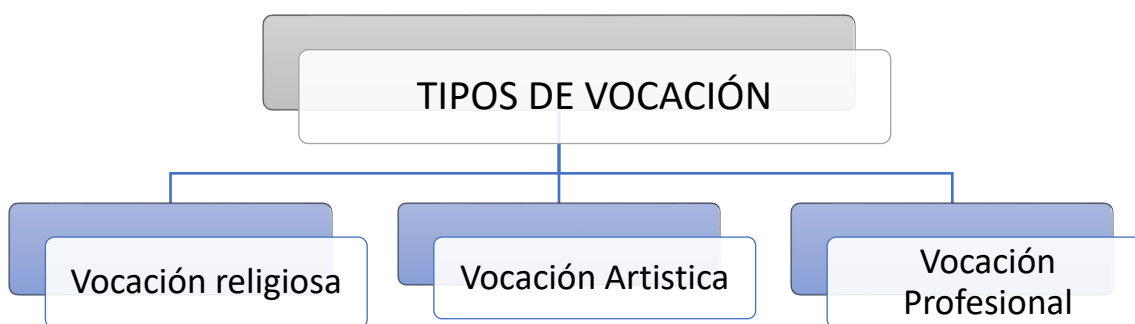 TIPOS DE VOCACIÓN
Vocación religiosa
Vocación Artistica
Vocación
Profesional